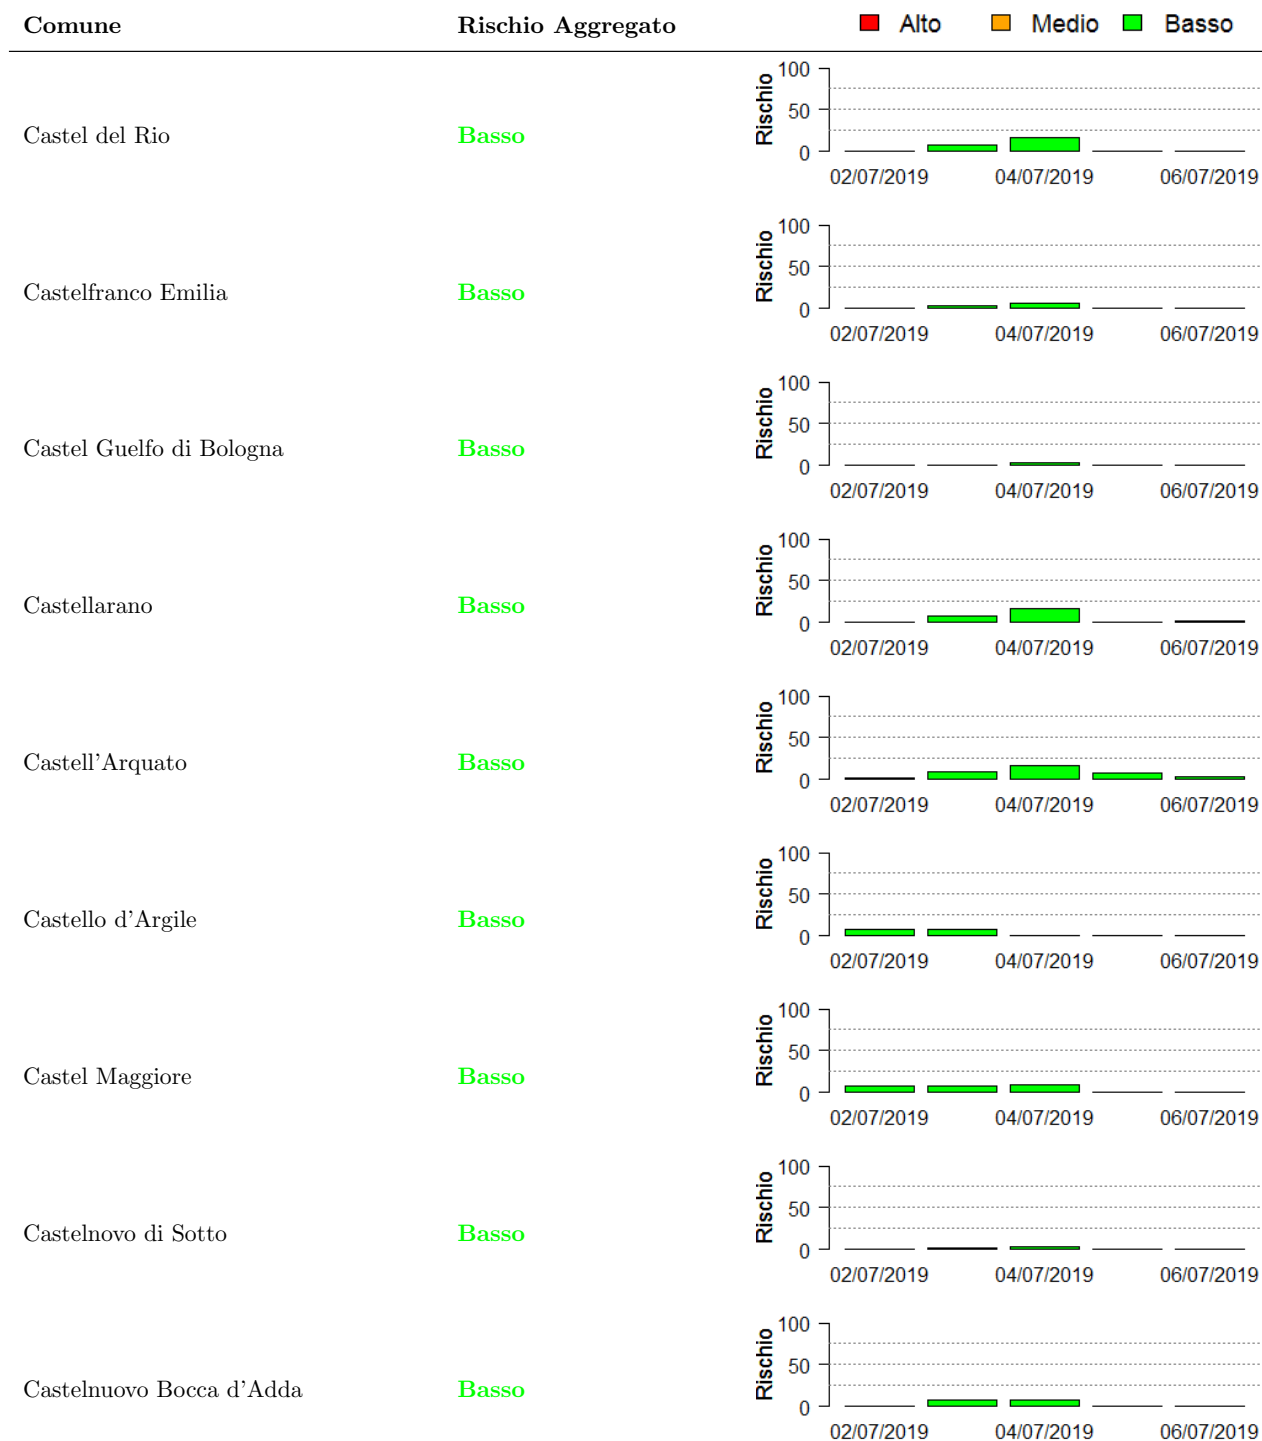 Comune Rischio Aggregato Alto Medio Basso
Castel del Rio Basso Rischio 100 50 0
02/07/2019 04/07/2019 06/07/2019
Castelfranco Emilia Basso Rischio 100 50 0
02/07/2019 04/07/2019 06/07/2019
Castel Guelfo di Bologna Basso Rischio 100 50 0
02/07/2019 04/07/2019 06/07/2019
Castellarano Basso Rischio 100 50 0
02/07/2019 04/07/2019 06/07/2019
Castell'Arquato Basso Rischio 100 50 0
02/07/2019 04/07/2019 06/07/2019
Castello d'Argile Basso Rischio 100 50 0
02/07/2019 04/07/2019 06/07/2019
Castel Maggiore Basso Rischio 100 50 0
02/07/2019 04/07/2019 06/07/2019
Castelnovo di Sotto Basso Rischio 100 50 0
02/07/2019 04/07/2019 06/07/2019
Castelnuovo Bocca d'Adda Basso Rischio 100 50 0
02/07/2019 04/07/2019 06/07/2019